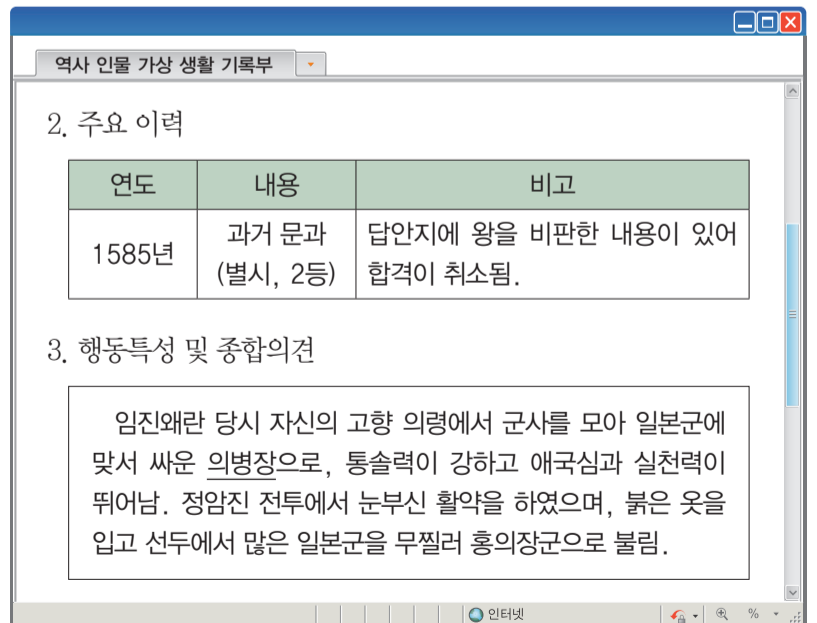 역사 인물 가상 생활 기록부
2. 주요 이력
연도 내용 비고
1585년
과거 문과
(별시, 2등)
답안지에 왕을 비판한 내용이 있어
합격이 취소됨.
3. 행동특성 및 종합의견
임진왜란 당시 자신의 고향 의령에서 군사를 모아 일본군에
맞서 싸운 의병장으로, 통솔력이 강하고 애국심과 실천력이
뛰어남. 정암진 전투에서 눈부신 활약을 하였으며, 붉은 옷을
입고 선두에서 많은 일본군을 무찔러 홍의장군으로 불림.
인터넷 %